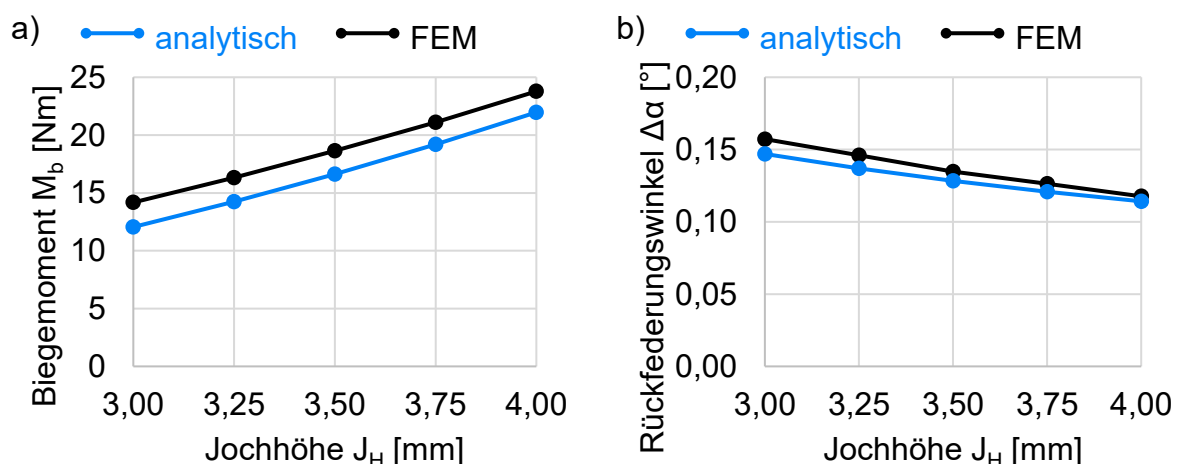 a)
analytisch FEM
Biegemoment M_b [Nm]
25
20
15
10
5
0
3,00 3,25 3,50 3,75 4,00
Jochhöhe J_H [mm]
b)
analytisch FEM
Rückfederungswinkel Δα [°]
0,20
0,15
0,10
0,05
0,00
3,00 3,25 3,50 3,75 4,00
Jochhöhe J_H [mm]